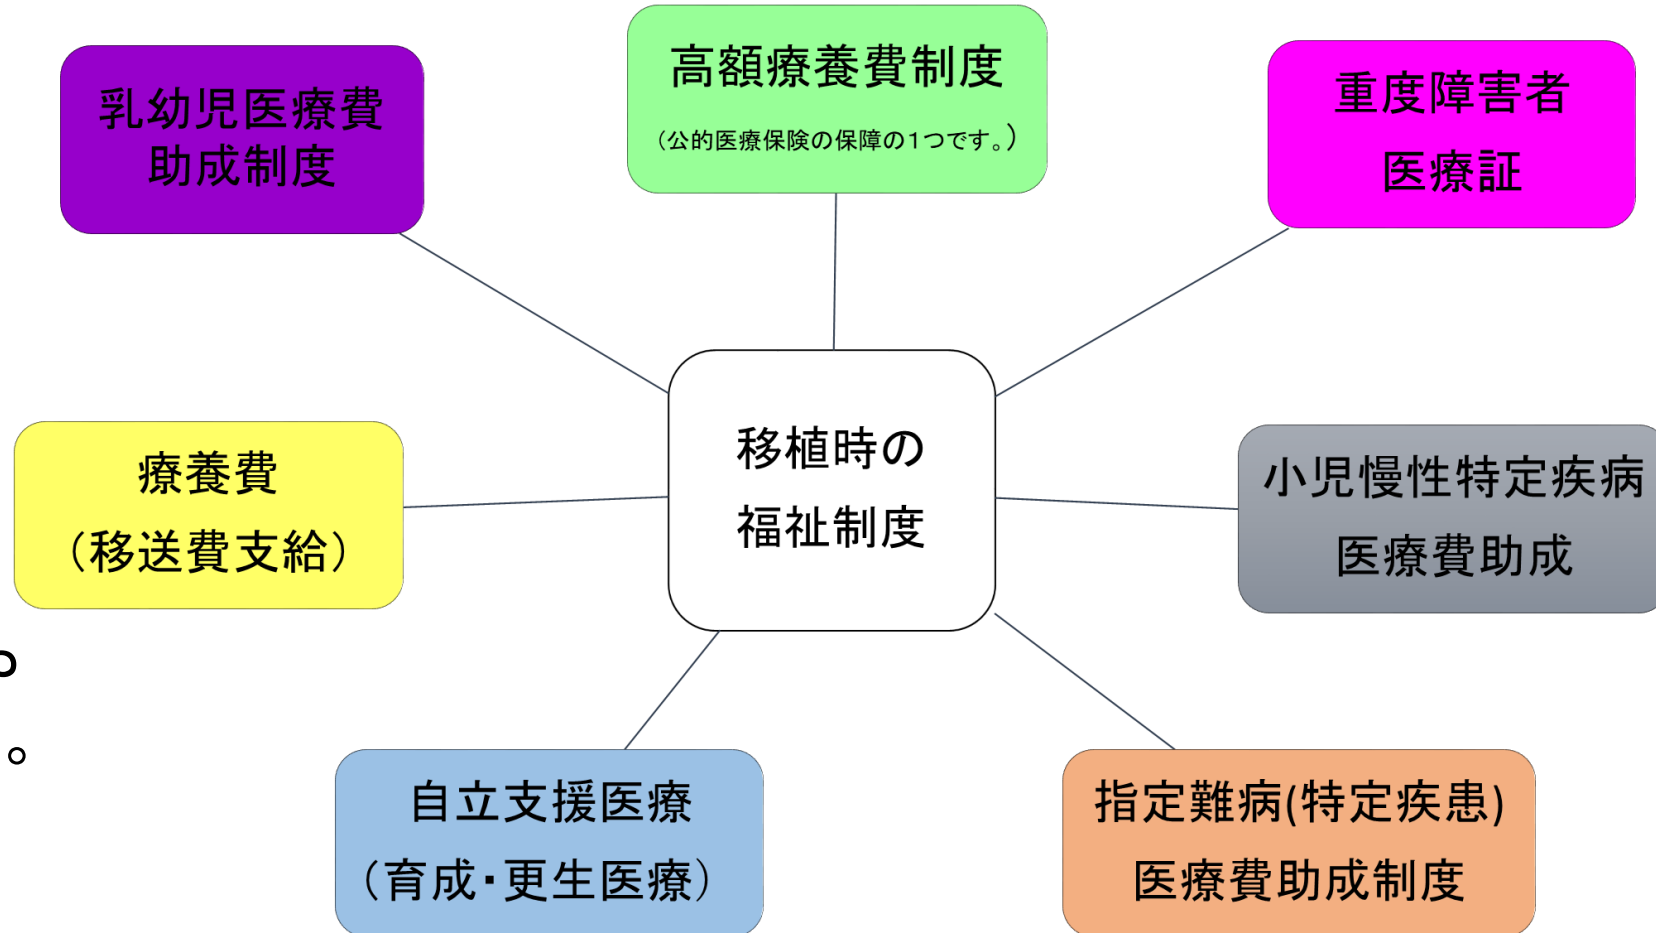 高額療養費制度
（公的医療保険の保障の1つです。）
乳幼児医療費
助成制度
重度障害者
医療証
移植時の
福祉制度
療養費
（移送費支給）
小児慢性特定疾病
医療費助成
。
自立支援医療
（育成・更生医療）
指定難病(特定疾患)
医療費助成制度